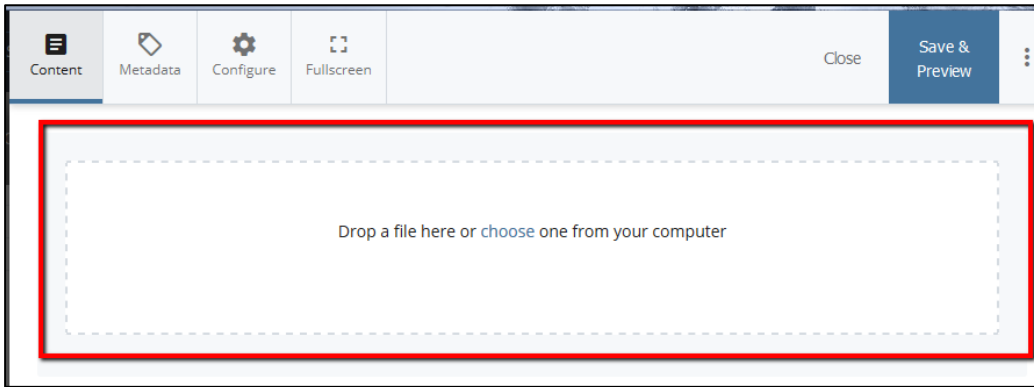 Content
Metadata
Configure
Fullscreen
Close
Save &
Preview
Drop a file here or choose one from your computer